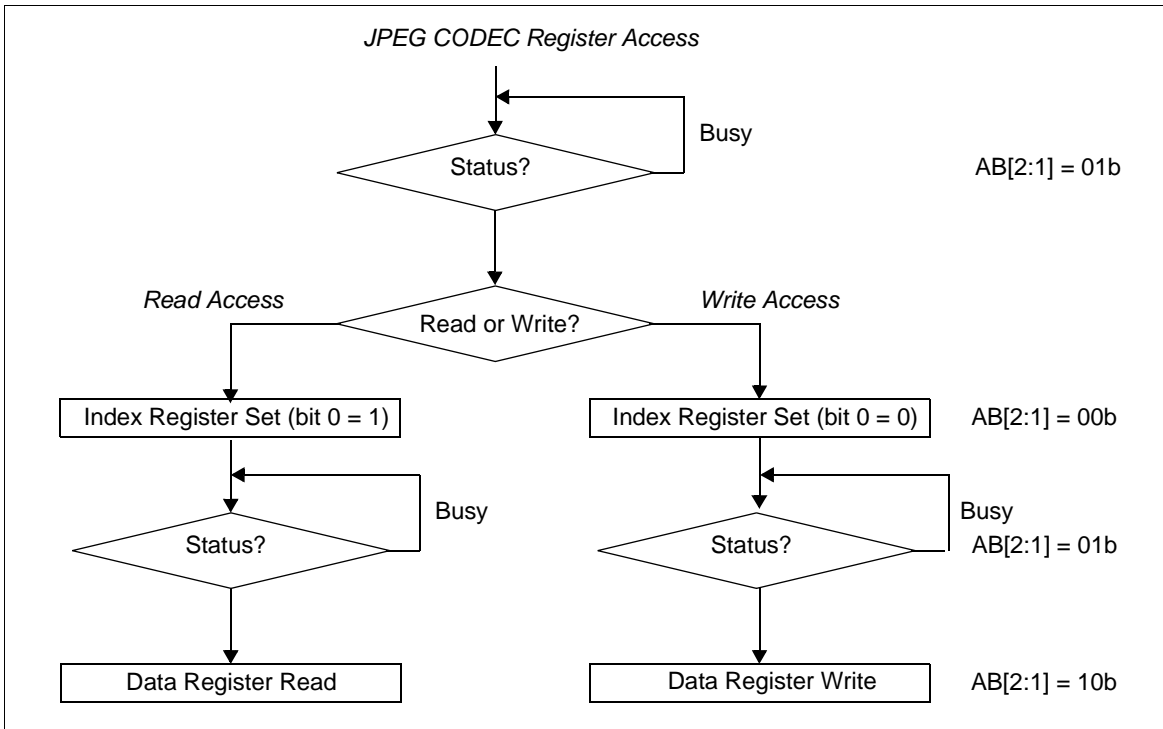 JPEG CODEC Register Access
Busy
Status?
AB[2:1] = 01b
Read Access
Write Access
Read or Write?
Index Register Set (bit 0 = 1)
Index Register Set (bit 0 = 0)
AB[2:1] = 00b
Busy
Busy
Status?
Status?
AB[2:1] = 01b
Data Register Read
Data Register Write
AB[2:1] = 10b